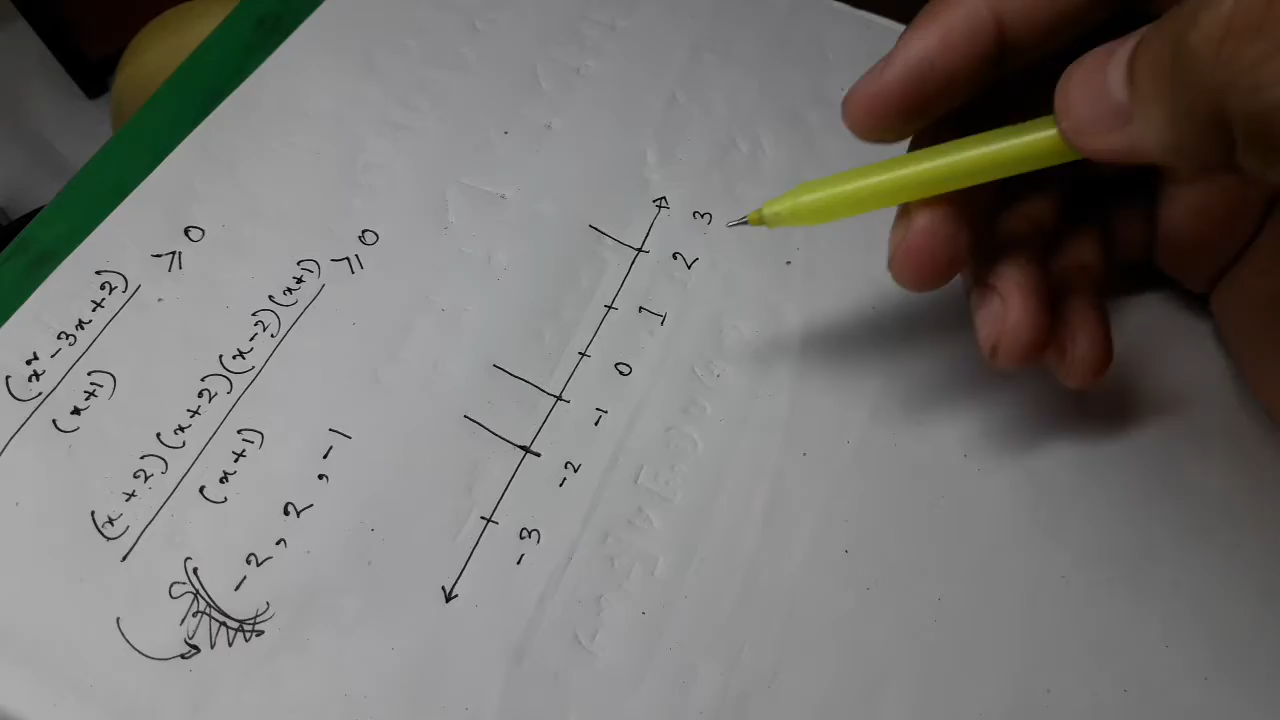 (x²-3x+2)
(x+1)
≥ 0
(x+2)(x+2)(x-2)(x+1)
(x+1)
≥ 0
-2, 2, -1
-3 -2 -1 0 1 2 3